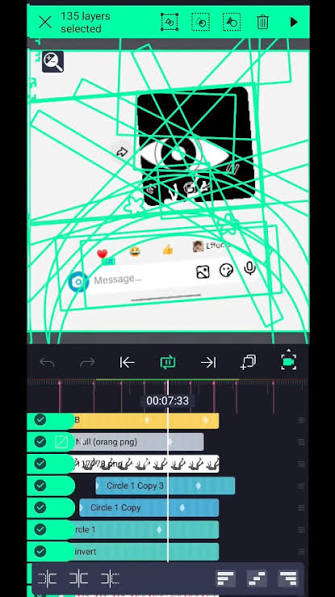 135 layers
selected
Effor
Message...
00:07:33
B
Null (orang png)
Circle 1 Copy 3
Circle 1 Copy
rcle 1
invert